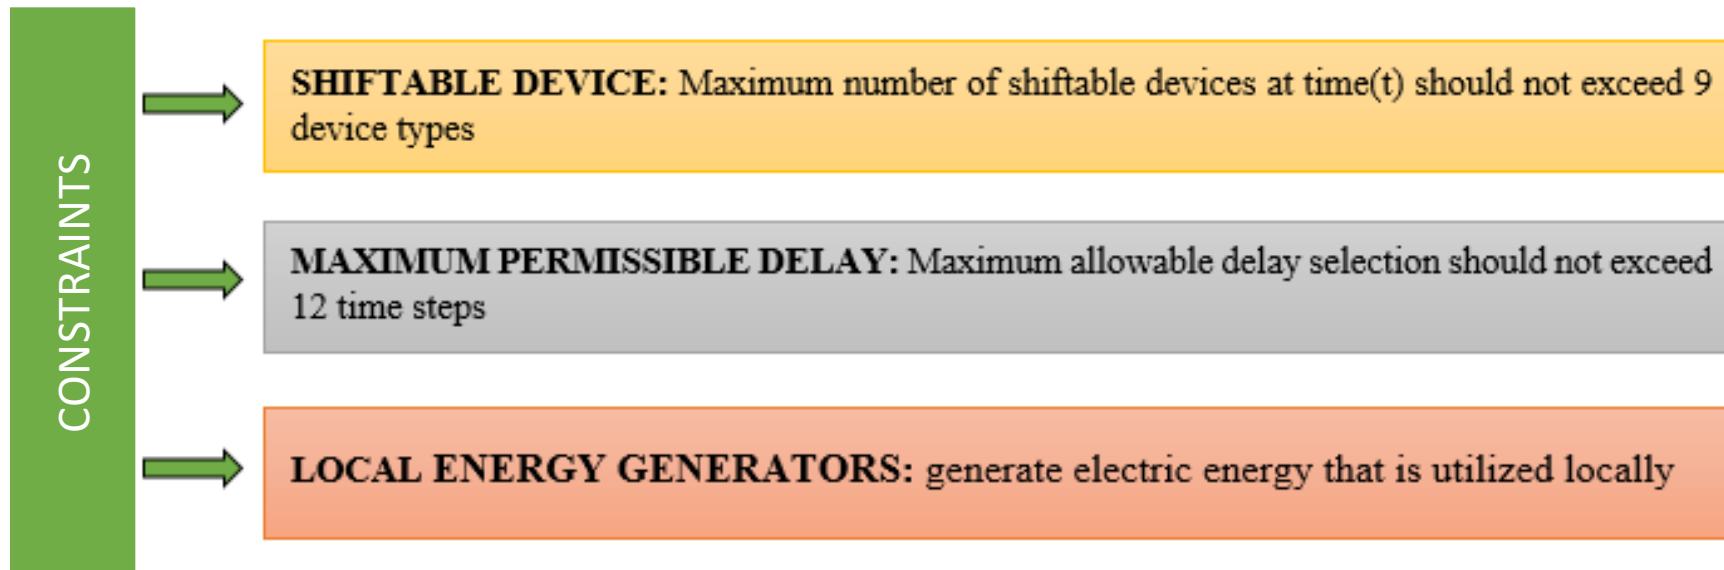 CONSTRAINTS
SHIFTABLE DEVICE: Maximum number of shiftable devices at time(t) should not exceed 9
device types
MAXIMUM PERMISSIBLE DELAY: Maximum allowable delay selection should not exceed
12 time steps
LOCAL ENERGY GENERATORS: generate electric energy that is utilized locally